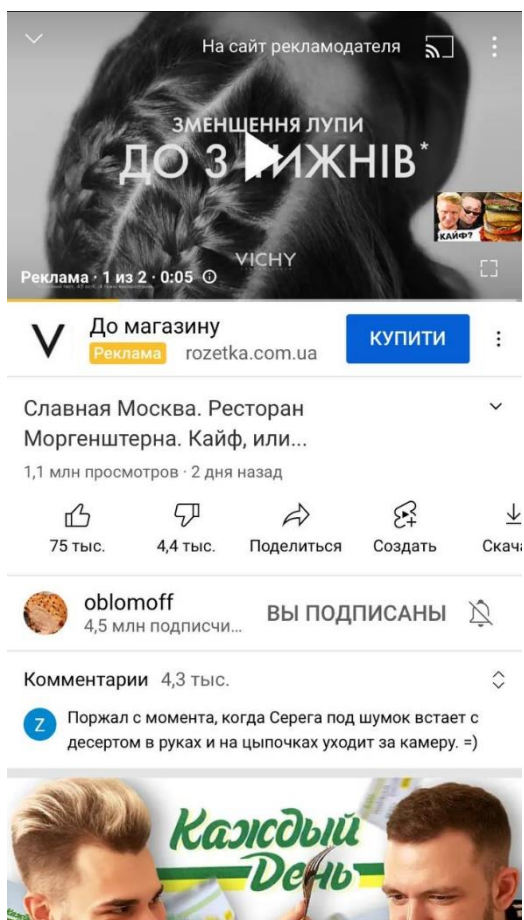 На сайт рекламодателя
ЗМЕНШЕННЯ ЛУПИ
ДО 3 ТИЖНІВ*
КАЙФ?
VICHY
Реклама · 1 из 2 · 0:05
До магазину
Реклама rozetka.com.ua
КУПИТИ
Славная Москва. Ресторан
Моргенштерна. Кайф, или...
1,1 млн просмотров · 2 дня назад
75 тыс. 4,4 тыс. Поделиться Создать Скач
oblomoff
4,5 млн подписчи...
ВЫ ПОДПИСАНЫ
Комментарии 4,3 тыс.
Z
Поржал с момента, когда Серега под шумок встает с
десертом в руках и на цыпочках уходит за камеру. =)
Каждый
День